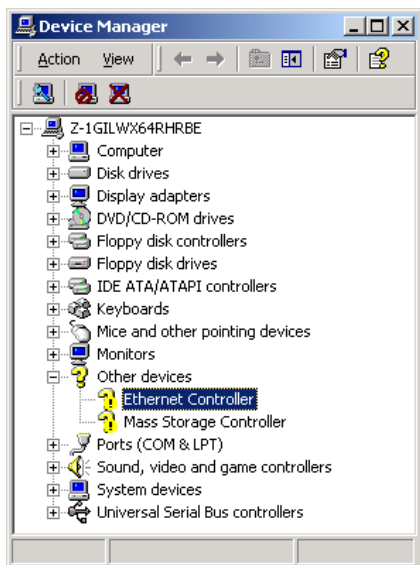 Device Manager
Action View
Z-1GILWX64RHRBE
Computer
Disk drives
Display adapters
DVD/CD-ROM drives
Floppy disk controllers
Floppy disk drives
IDE ATA/ATAPI controllers
Keyboards
Mice and other pointing devices
Monitors
Other devices
Ethernet Controller
Mass Storage Controller
Ports (COM & LPT)
Sound, video and game controllers
System devices
Universal Serial Bus controllers